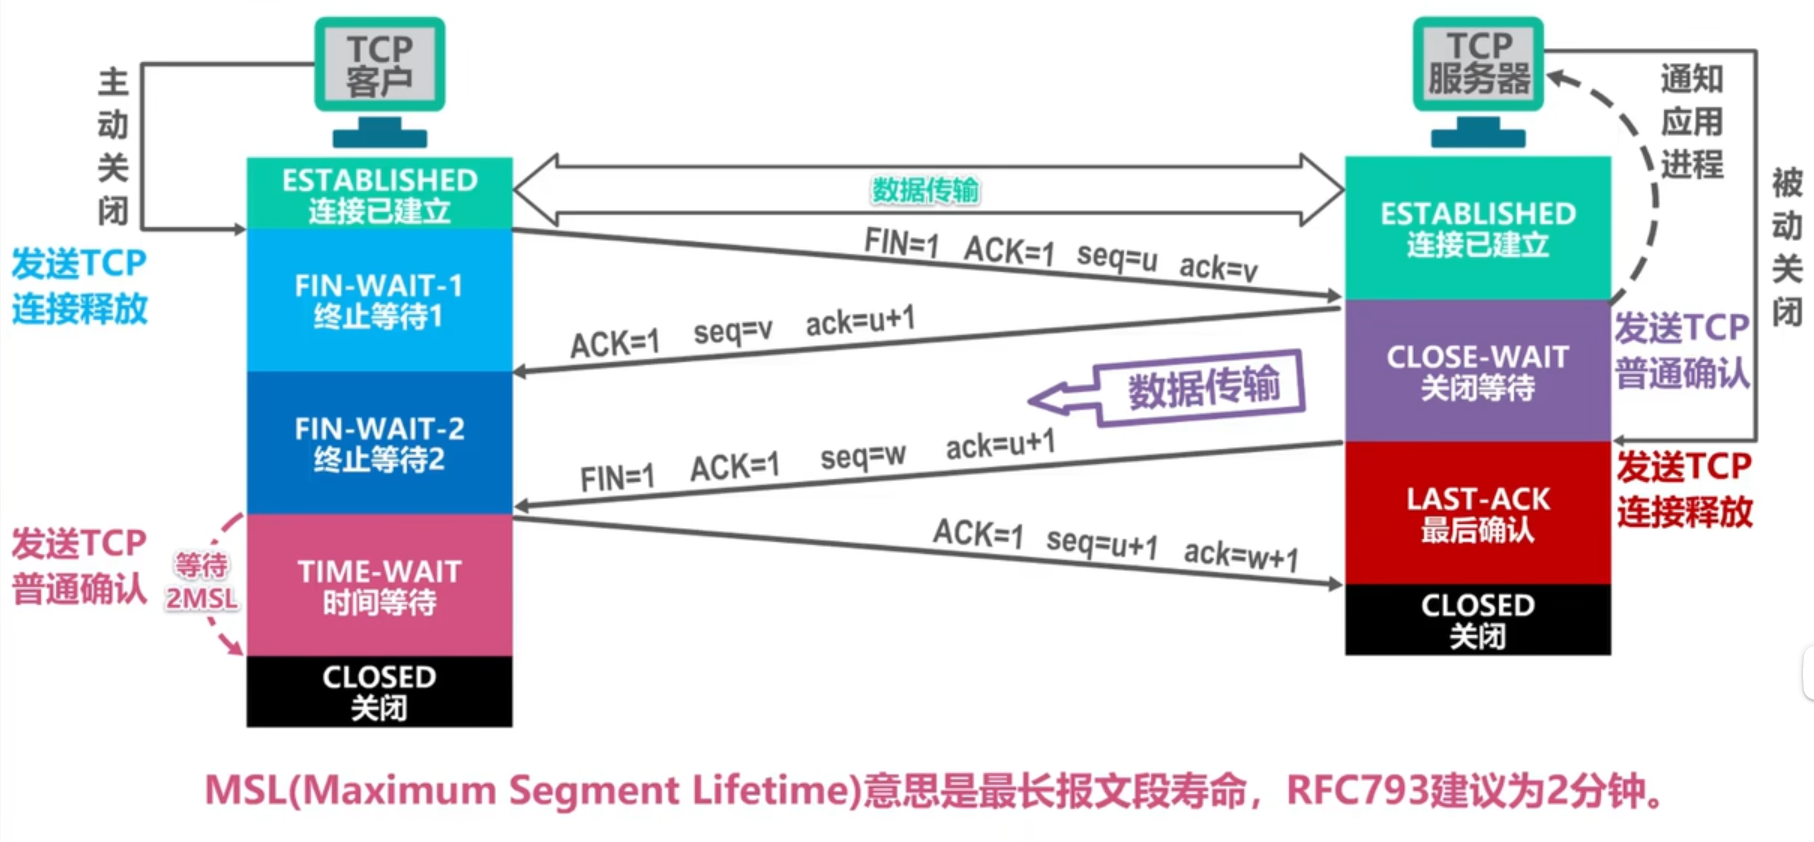 TCP
客户
TCP
服务器
主动关闭
通知应用进程
被动关闭
ESTABLISHED
连接已建立
数据传输
ESTABLISHED
连接已建立
FIN=1 ACK=1 seq=u ack=v
发送TCP
连接释放
FIN-WAIT-1
终止等待1
ACK=1 seq=v ack=u+1
CLOSE-WAIT
关闭等待
发送TCP
普通确认
数据传输
FIN-WAIT-2
终止等待2
FIN=1 ACK=1 seq=w ack=u+1
LAST-ACK
最后确认
发送TCP
连接释放
发送TCP
普通确认
等待
2MSL
TIME-WAIT
时间等待
ACK=1 seq=u+1 ack=w+1
CLOSED
关闭
CLOSED
关闭
MSL(Maximum Segment Lifetime)意思是最长报文段寿命，RFC793建议为2分钟。